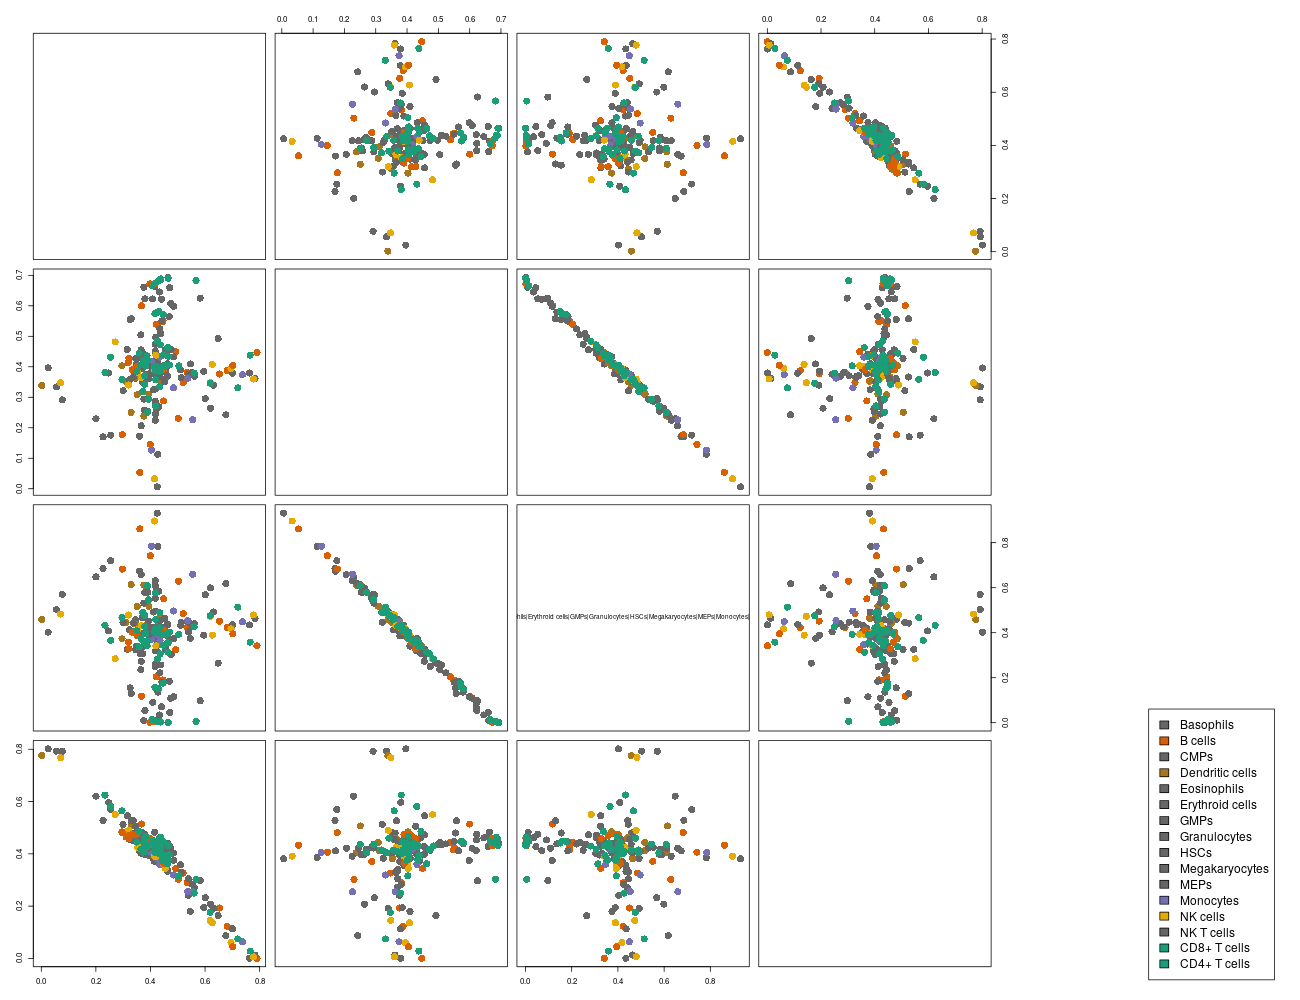 0.0 0.1 0.2 0.3 0.4 0.5 0.6 0.7
0.0 0.2 0.4 0.6 0.8
0.0 0.2 0.4 0.6 0.8
0.0 0.1 0.2 0.3 0.4 0.5 0.6 0.7
hils|Erythroid cells|GMPs|Granulocytes|HSCs|Megakaryocytes|MEPs|Monocytes|
0.0 0.2 0.4 0.6 0.8
0.0 0.2 0.4 0.6 0.8
0.0 0.2 0.4 0.6 0.8
0.0 0.2 0.4 0.6 0.8
Basophils
B cells
CMPs
Dendritic cells
Eosinophils
Erythroid cells
GMPs
Granulocytes
HSCs
Megakaryocytes
MEPs
Monocytes
NK cells
NK T cells
CD8+ T cells
CD4+ T cells